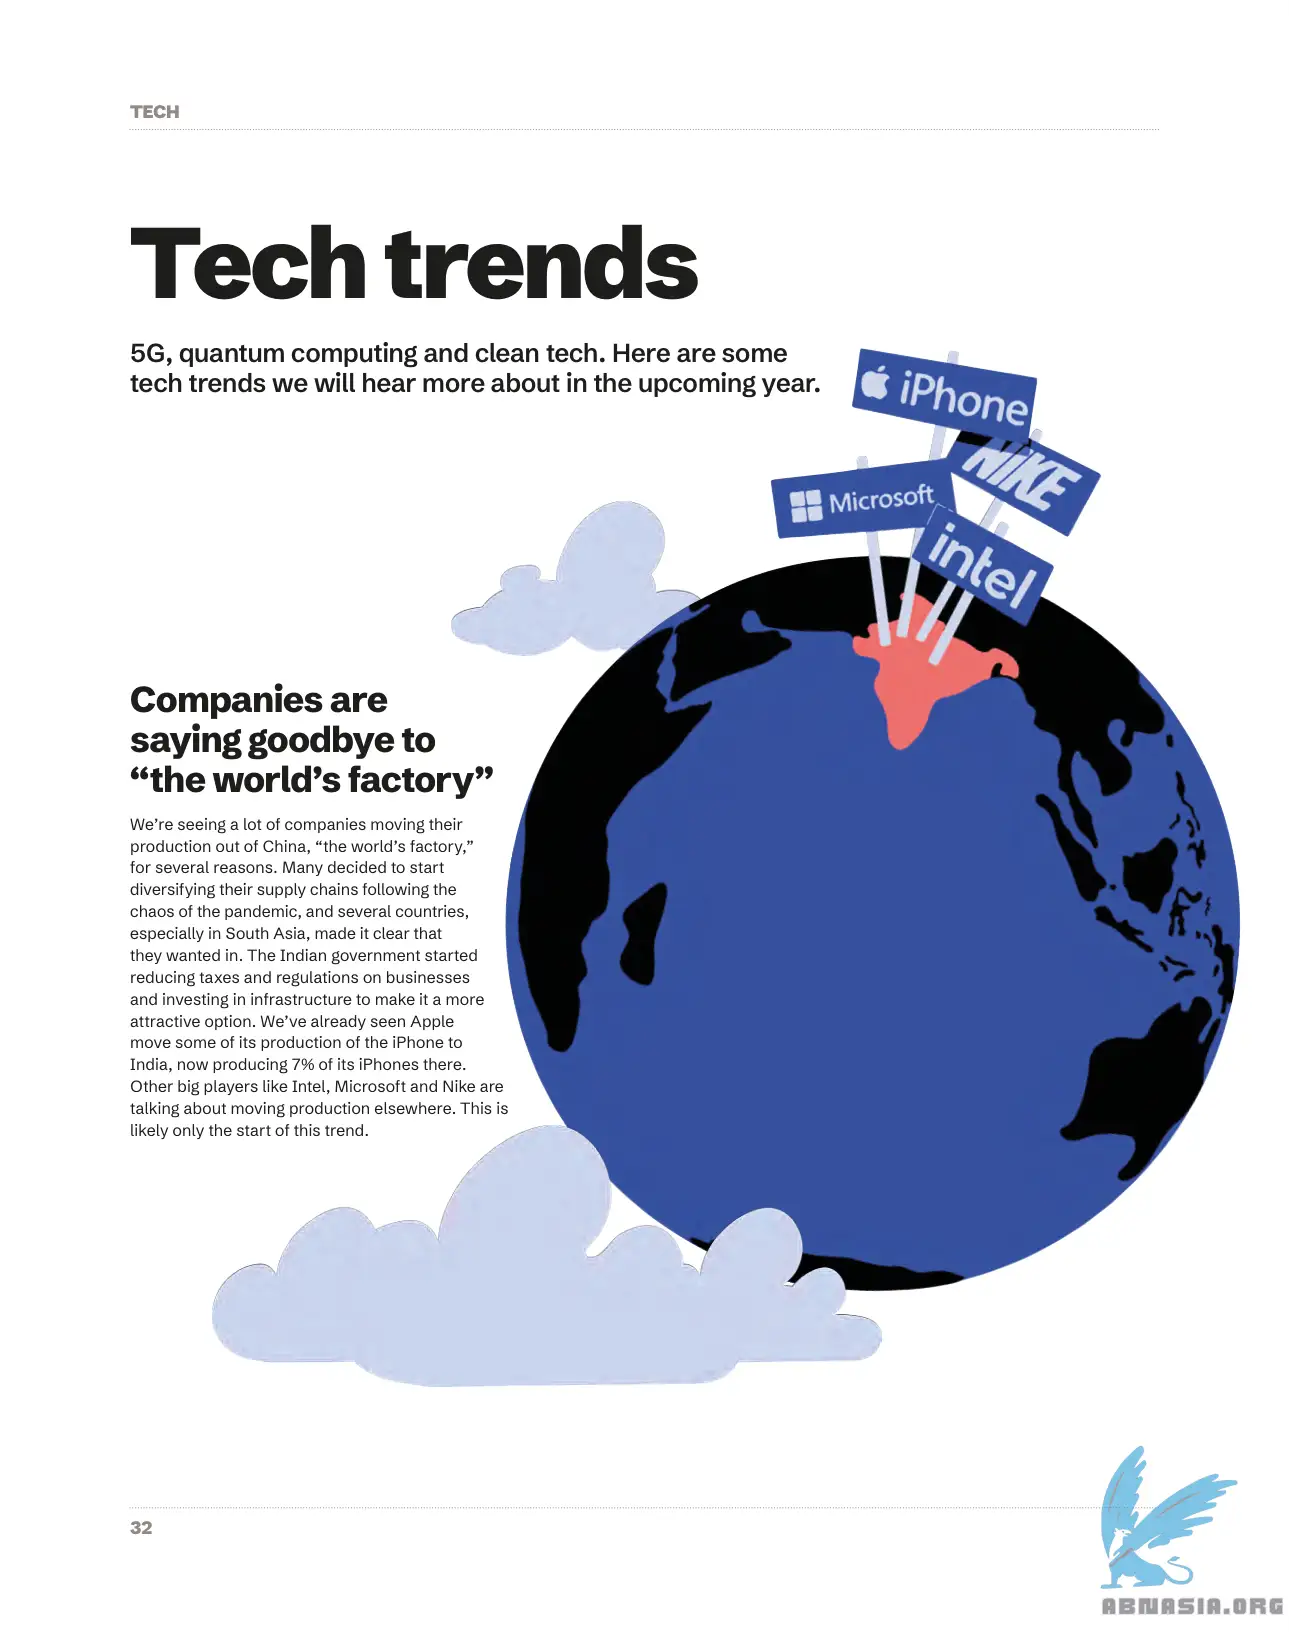 TECH
Tech trends
5G, quantum computing and clean tech. Here are some
tech trends we will hear more about in the upcoming year.
iPhone
NIKE
Microsoft
intel
Companies are
saying goodbye to
“the world’s factory”
We’re seeing a lot of companies moving their
production out of China, “the world’s factory,”
for several reasons. Many decided to start
diversifying their supply chains following the
chaos of the pandemic, and several countries,
especially in South Asia, made it clear that
they wanted in. The Indian government started
reducing taxes and regulations on businesses
and investing in infrastructure to make it a more
attractive option. We’ve already seen Apple
move some of its production of the iPhone to
India, now producing 7% of its iPhones there.
Other big players like Intel, Microsoft and Nike are
talking about moving production elsewhere. This is
likely only the start of this trend.
32
ABNASIA.ORG